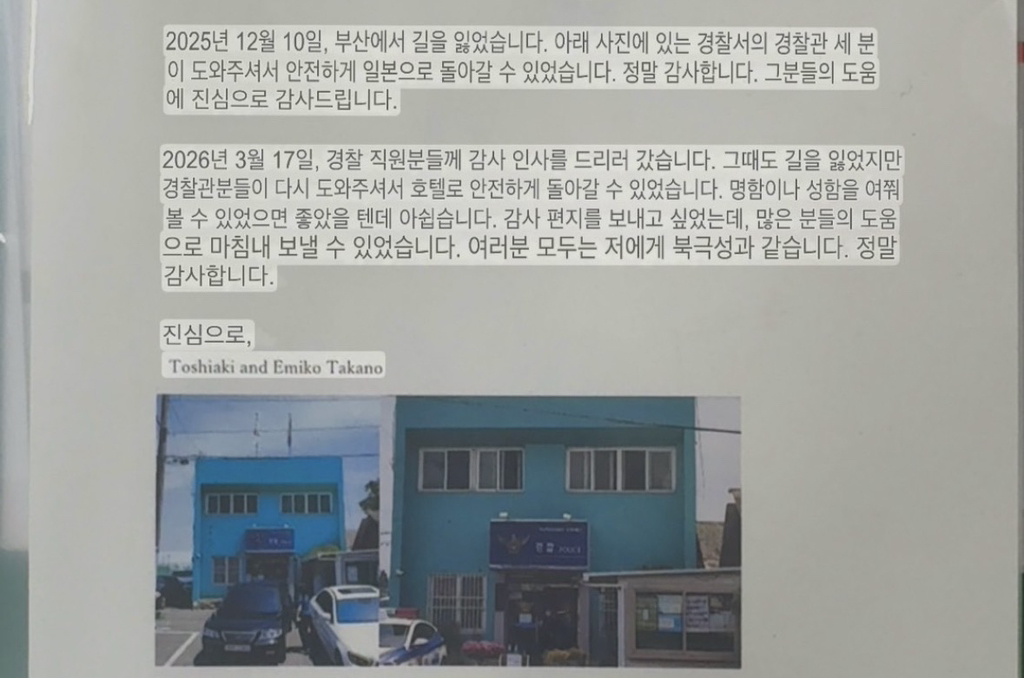 2025년 12월 10일, 부산에서 길을 잃었습니다. 아래 사진에 있는 경찰서의 경찰관 세 분
이 도와주셔서 안전하게 일본으로 돌아갈 수 있었습니다. 정말 감사합니다. 그분들의 도움
에 진심으로 감사드립니다.
2026년 3월 17일, 경찰 직원분들께 감사 인사를 드리러 갔습니다. 그때도 길을 잃었지만
경찰관분들이 다시 도와주셔서 호텔로 안전하게 돌아갈 수 있었습니다. 명함이나 성함을 여쭤
볼 수 있었으면 좋았을 텐데 아쉽습니다. 감사 편지를 보내고 싶었는데, 많은 분들의 도움
으로 마침내 보낼 수 있었습니다. 여러분 모두는 저에게 북극성과 같습니다. 정말
감사합니다.
진심으로,
Toshiaki and Emiko Takano
경찰 POLICE